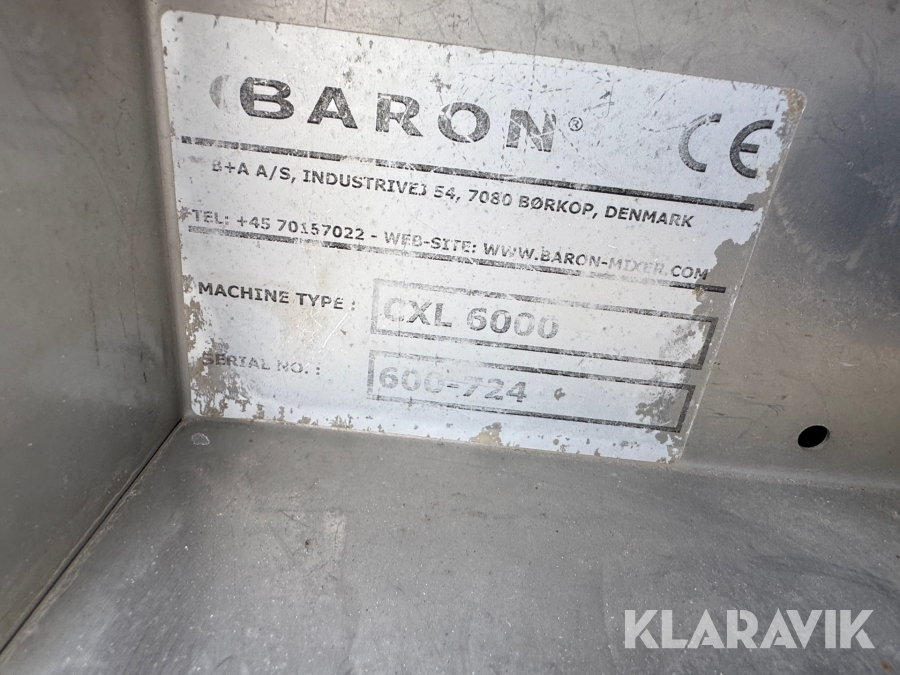 BARON® CE
B+A A/S, INDUSTRIVEJ 54, 7080 BØRKOP, DENMARK
TEL: +45 70157022 - WEB-SITE: WWW.BARON-MIXER.COM
MACHINE TYPE : CXL 6000
SERIAL NO. : 600-724
KLARAVIK